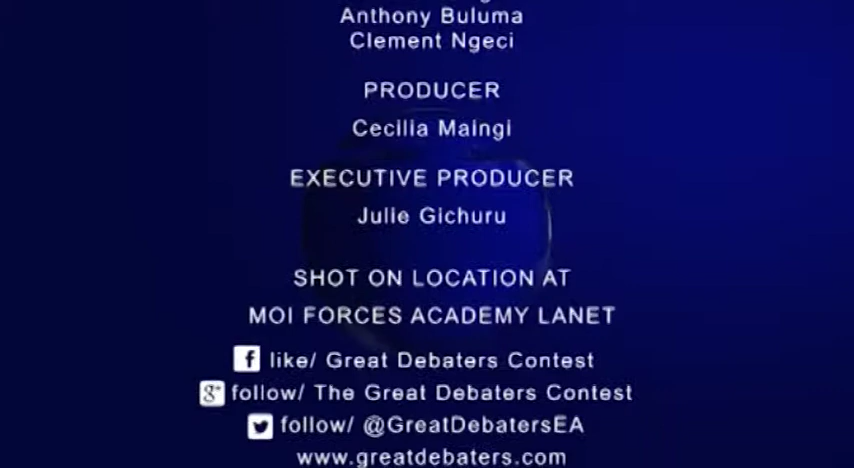 Anthony Buluma
Clement Ngeci
PRODUCER
Cecilia Maingi
EXECUTIVE PRODUCER
Julie Gichuru
SHOT ON LOCATION AT
MOI FORCES ACADEMY LANET
f like/ Great Debaters Contest
g+ follow/ The Great Debaters Contest
follow/ @GreatDebatersEA
www.greatdebaters.com